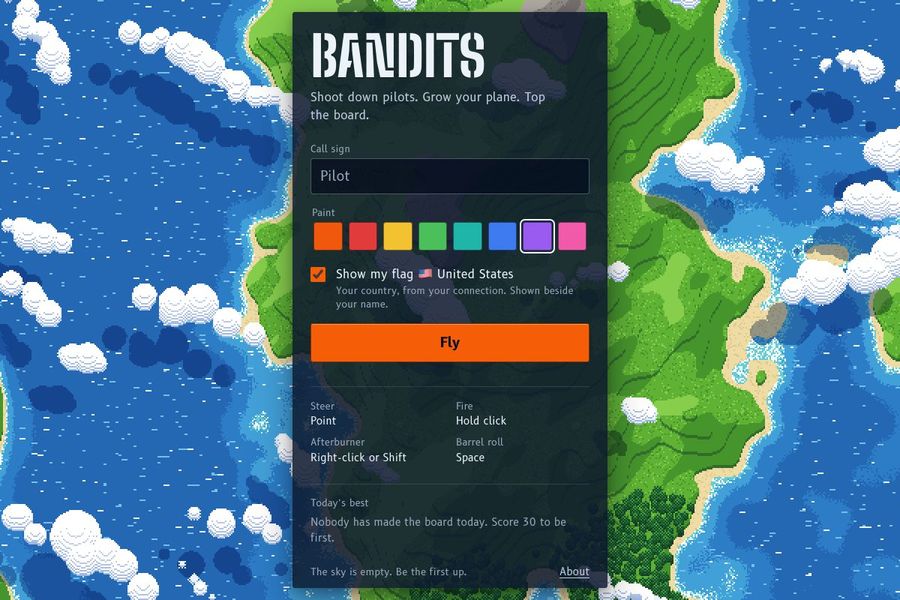 BANDITS
Shoot down pilots. Grow your plane. Top
the board.
Call sign
Pilot
Paint
Show my flag 🇺🇸 United States
Your country, from your connection. Shown beside
your name.
Fly
Steer
Point
Fire
Hold click
Afterburner
Right-click or Shift
Barrel roll
Space
Today's best
Nobody has made the board today. Score 30 to be
first.
The sky is empty. Be the first up.
About